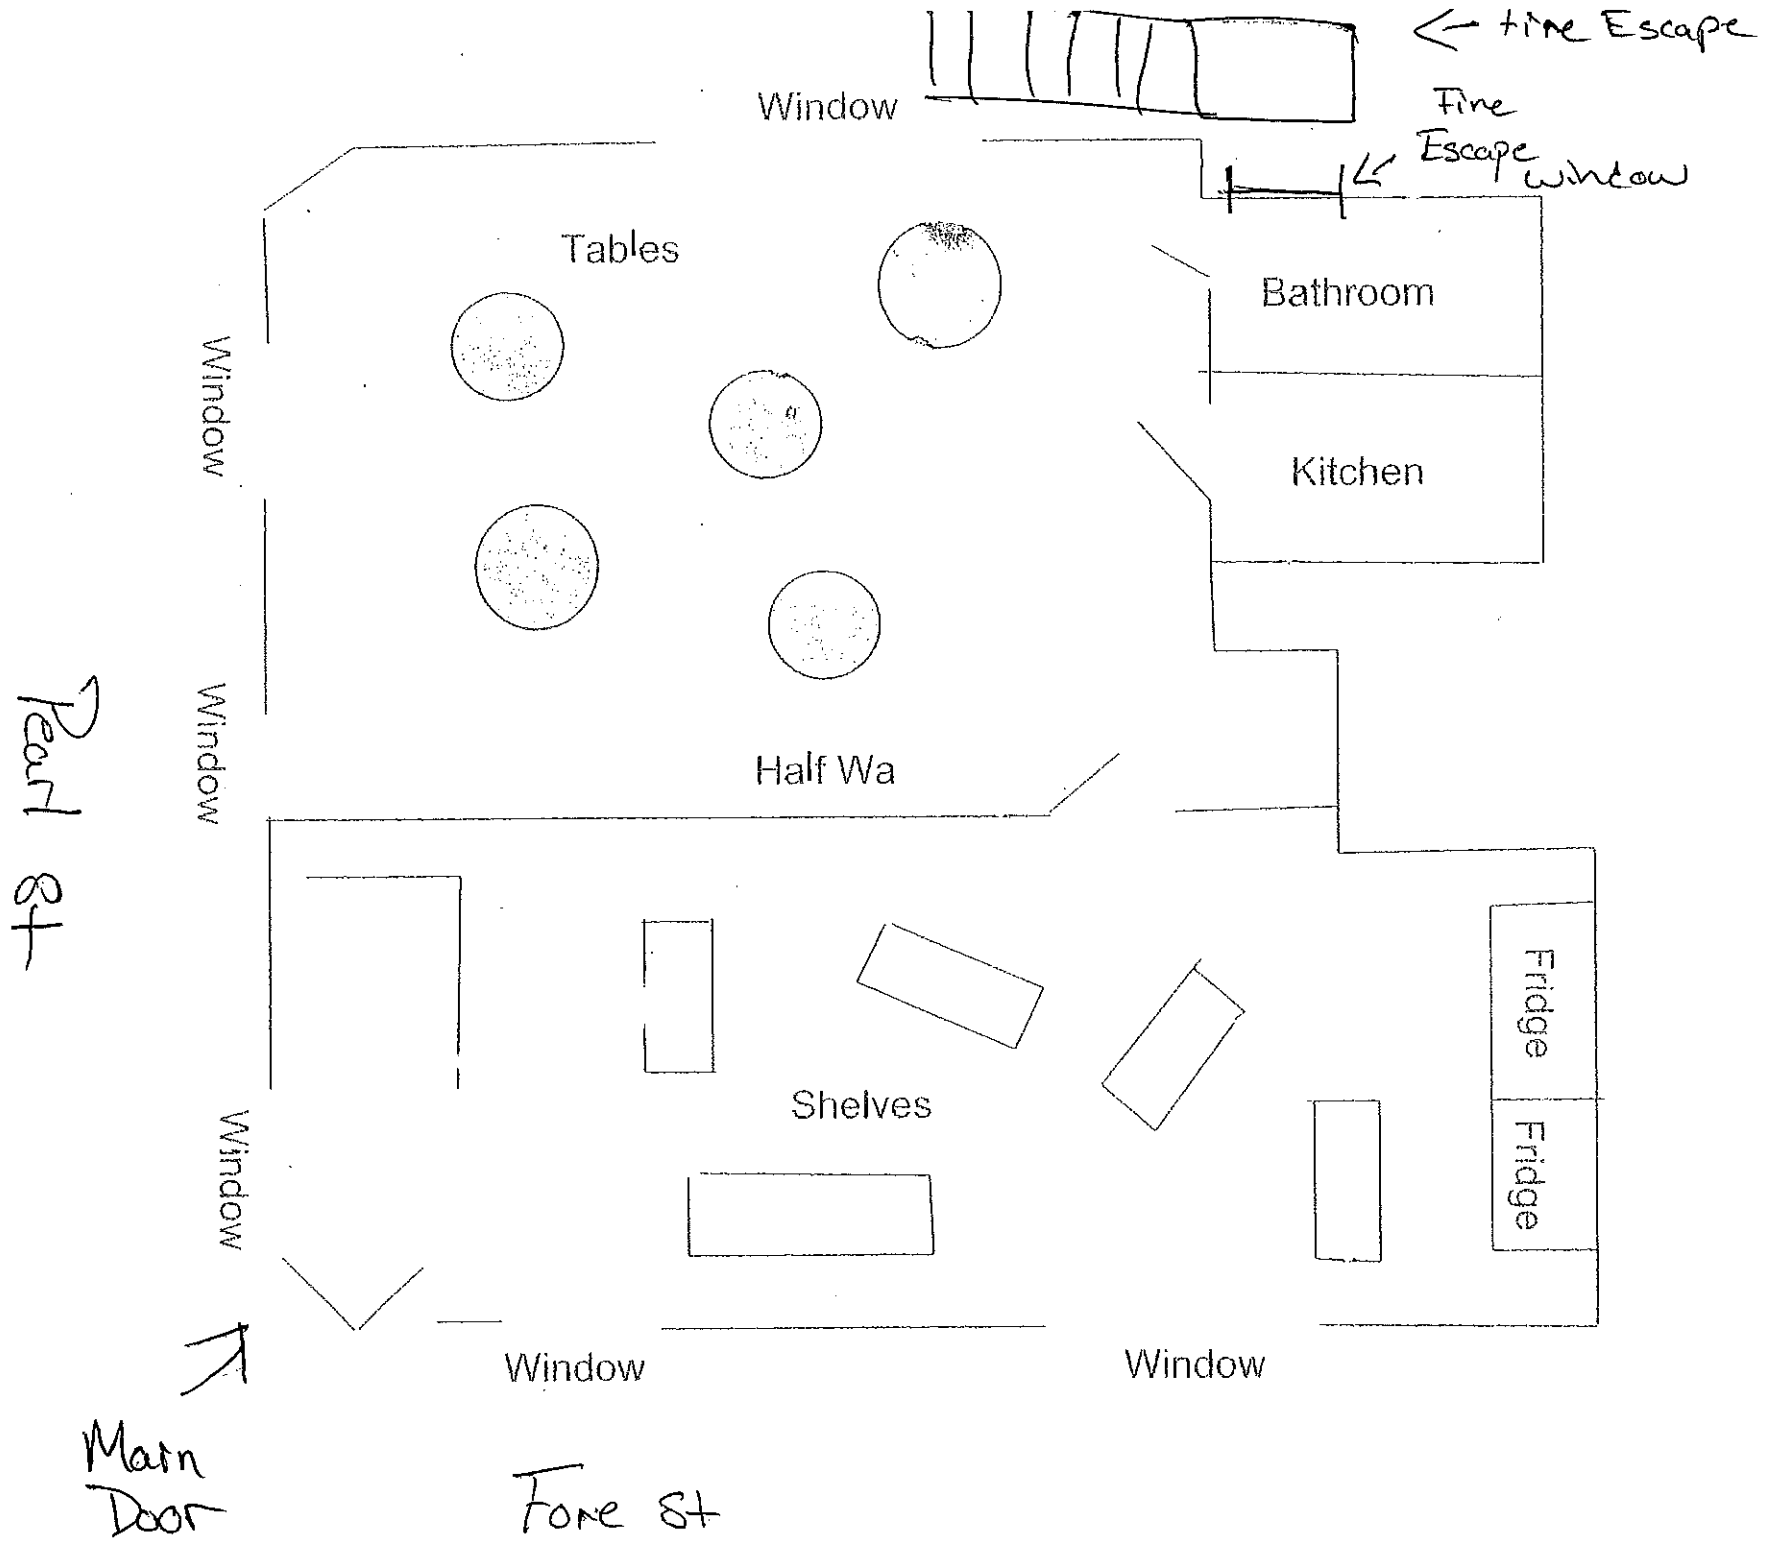 ← Fire Escape
Window
Fire
Escape
Window
Tables
Bathroom
Window
Kitchen
Pearl St
Window
Half Wa
Fridge
Shelves
Window
Fridge
Window
Window
Main
Door
Fore St